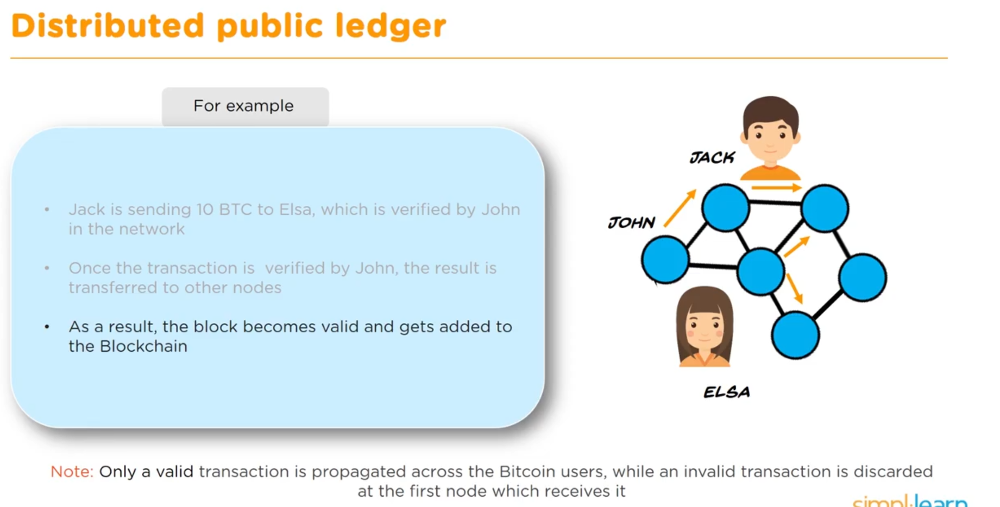 Distributed public ledger
For example
• Jack is sending 10 BTC to Elsa, which is verified by John
in the network
• Once the transaction is verified by John, the result is
transferred to other nodes
• As a result, the block becomes valid and gets added to
the Blockchain
JACK
JOHN
ELSA
Note: Only a valid transaction is propagated across the Bitcoin users, while an invalid transaction is discarded
at the first node which receives it
simpl·learn